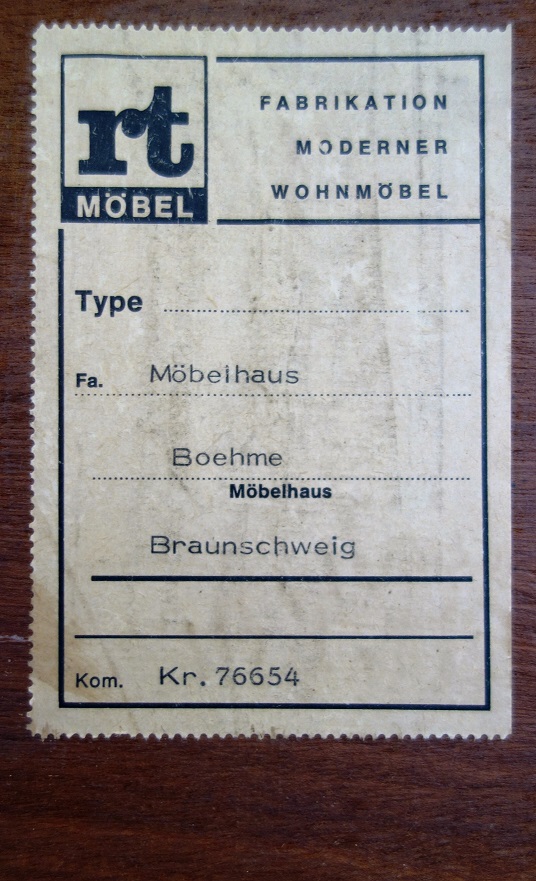 rt
MÖBEL
FABRIKATION
MODERNER
WOHNMÖBEL
Type
Fa. Möbelhaus
Boehme
Möbelhaus
Braunschweig
Kom. Kr. 76654